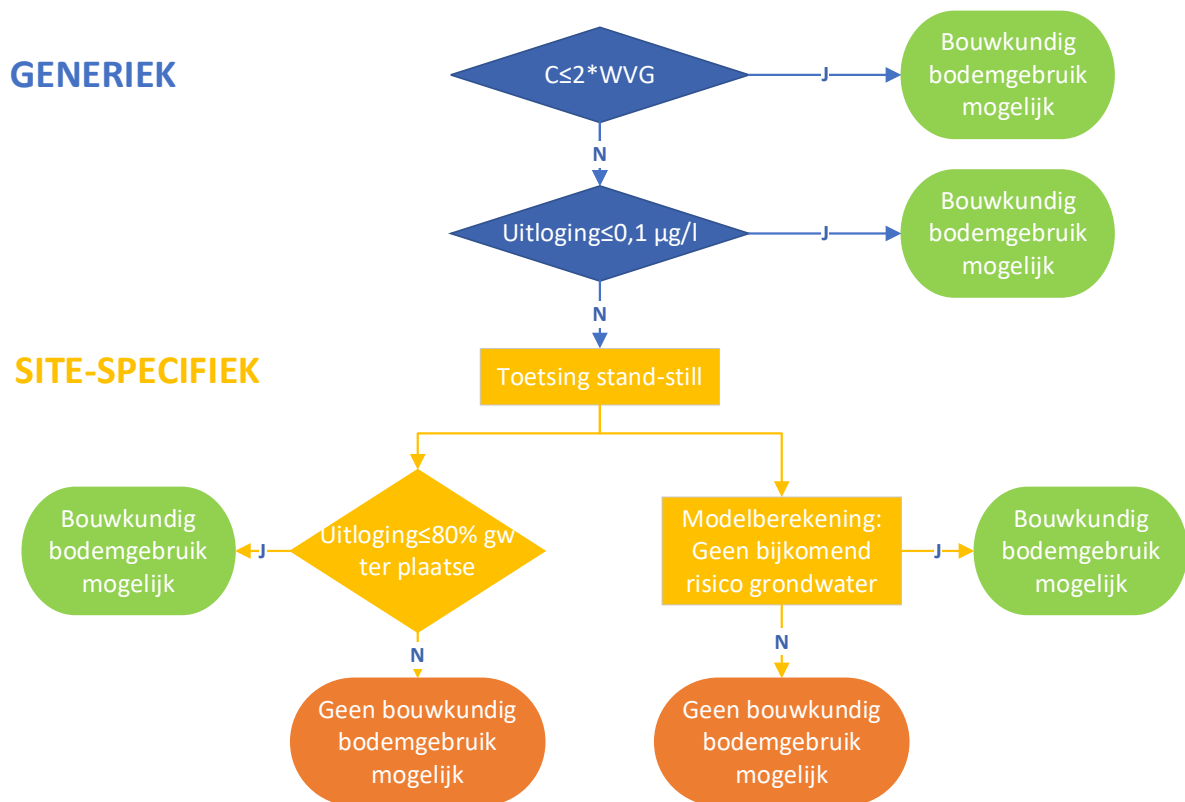 GENERIEK
C≤2*WVG
J
Bouwkundig
bodemgebruik
mogelijk
N
Uitloging≤0,1 µg/l
J
Bouwkundig
bodemgebruik
mogelijk
N
SITE-SPECIFIEK
Toetsing stand-still
Bouwkundig
bodemgebruik
mogelijk
J
Uitloging≤80% gw
ter plaatse
Modelberekening:
Geen bijkomend
risico grondwater
J
Bouwkundig
bodemgebruik
mogelijk
N
N
Geen bouwkundig
bodemgebruik
mogelijk
Geen bouwkundig
bodemgebruik
mogelijk